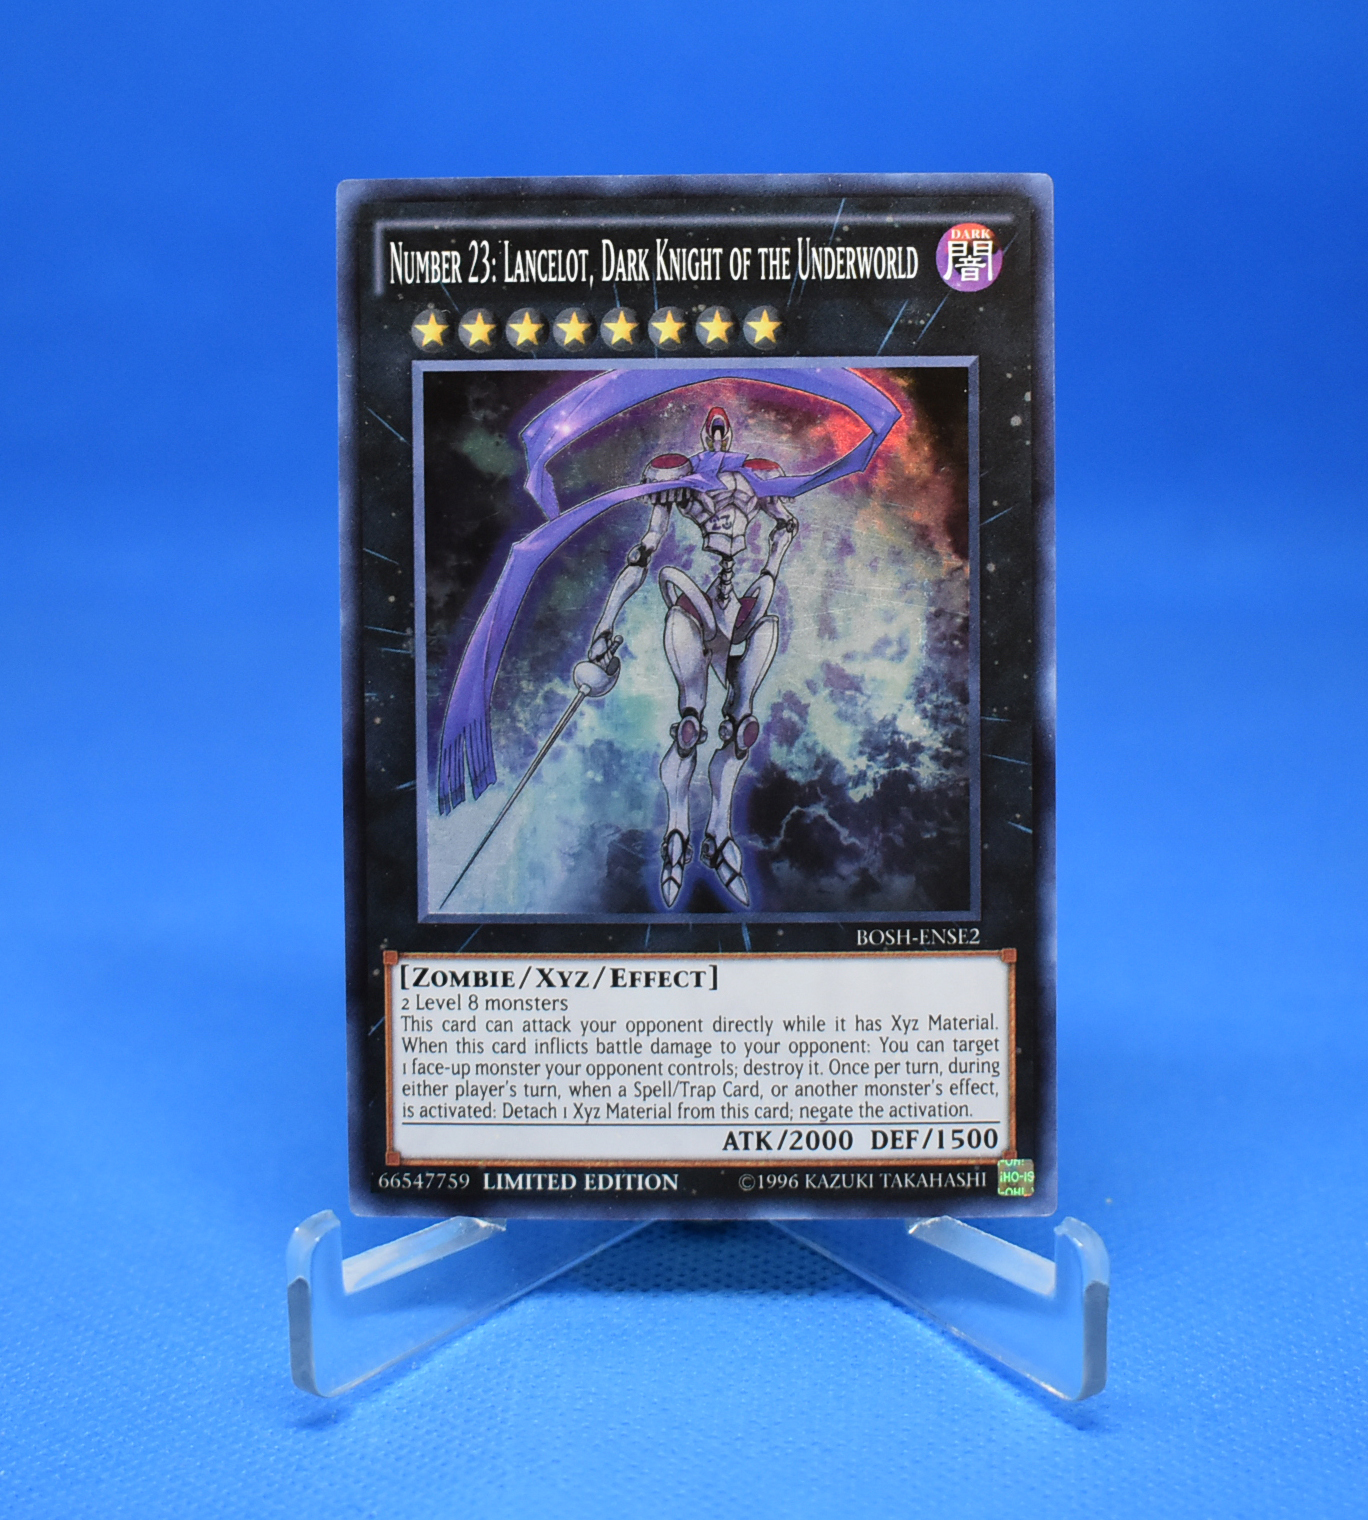 NUMBER 23: LANCELOT, DARK KNIGHT OF THE UNDERWORLD
DARK
闇
23
BOSH-ENSE2
[ZOMBIE/XYZ/EFFECT]
2 Level 8 monsters
This card can attack your opponent directly while it has Xyz Material.
When this card inflicts battle damage to your opponent: You can target
1 face-up monster your opponent controls; destroy it. Once per turn, during
either player's turn, when a Spell/Trap Card, or another monster's effect,
is activated: Detach 1 Xyz Material from this card; negate the activation.
ATK/2000 DEF/1500
66547759 LIMITED EDITION ©1996 KAZUKI TAKAHASHI